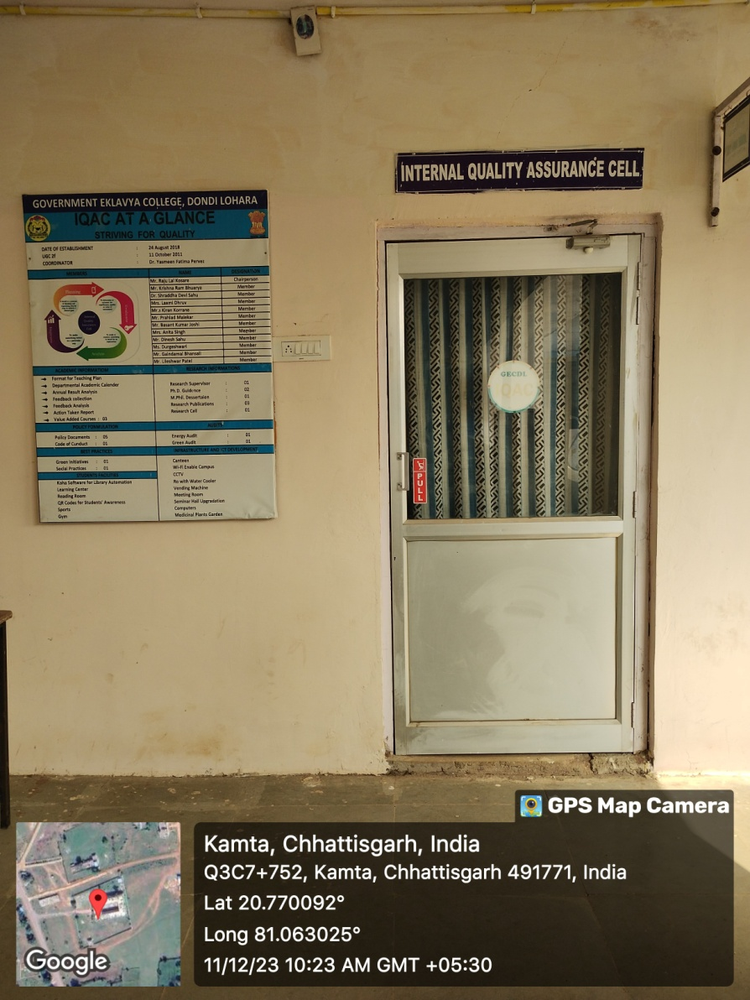 INTERNAL QUALITY ASSURANCE CELL
GOVERNMENT EKLAVYA COLLEGE, DONDI LOHARA
IQAC AT A GLANCE
STRIVING FOR QUALITY
DATE OF ESTABLISHMENT : 24 August 2018
UGC 2f : 11 October 2011
COORDINATOR : Dr. Yasmeen Fatima Pervez
MEMBERS NAME DESIGNATION
Mr. Raju Lal Kosare Chairperson
Mr. Krishna Ram Bhuarya Member
Dr. Shraddha Devi Sahu Member
Mrs. Laxmi Dhruv Member
Kiran Member
Mr. Prahlad Malekar Member
Mr. Basant Kumar Joshi Member
Mrs. Anita Singh Member
Mr. Dinesh Sahu Member
Ms. Durgeshwari Member
Mr. Gaindamal Bhansali Member
Mr. Lileshwar Patel Member
ACADEMIC INFORMATION
Format for Teaching Plan
Departmental Academic Calender
Annual Result Analysis
Feedback collection
Feedback Analysis
Action Taken Report
Value Added Courses : 03
RESEARCH INFORMATIONS
Research Supervisor : 01
Ph.D. Guidence : 02
M.Phil. Dessertaion : 01
Research Publications : 03
Research Cell : 01
POLICY FORMULATION
Policy Documents : 05
Code of Conduct : 01
AUDITS
Energy Audit : 01
Green Audit : 01
BEST PRACTICES
Green Initiatives : 01
Social Practices : 01
STUDENTS FACILITIES
Koha Software for Library Automation
Learning Center
Reading Room
QR Codes for Students' Awareness
Sports
Gym
INFRASTRUCTURE AND ICT DEVELOPMENT
Canteen
Wi-Fi Enable Campus
CCTV
Ro with Water Cooler
Vending Machine
Meeting Room
Seminar Hall Upgradation
Computers
Medicinal Plants Garden
GECDL
IQAC
PULL
GPS Map Camera
Kamta, Chhattisgarh, India
Q3C7+752, Kamta, Chhattisgarh 491771, India
Lat 20.770092°
Long 81.063025°
11/12/23 10:23 AM GMT +05:30
Google